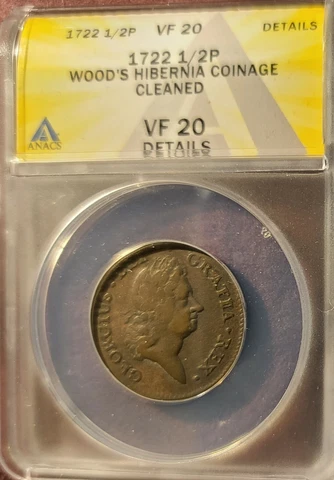 1722 1/2P VF 20 DETAILS
1722 1/2P
WOOD'S HIBERNIA COINAGE
CLEANED
VF 20
DETAILS
ANACS
GEORGIUS · D : G · GRATIA · REX ·